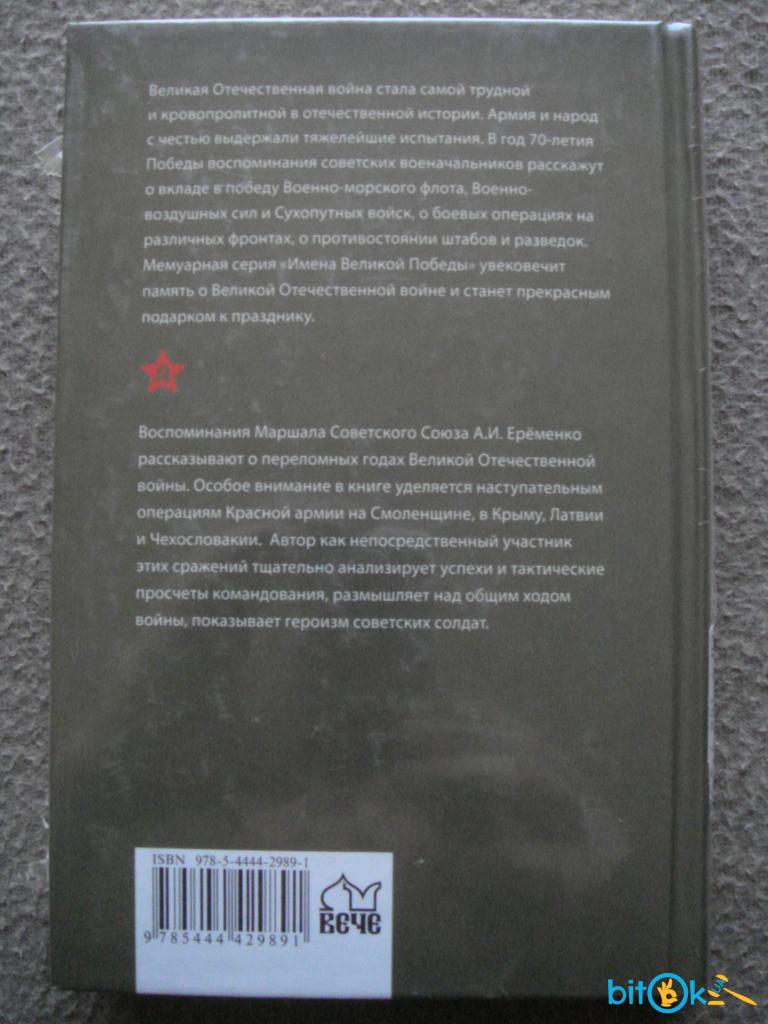 Великая Отечественная война стала самой трудной
и кровопролитной в отечественной истории. Армия и народ
с честью выдержали тяжелейшие испытания. В год 70-летия
Победы воспоминания советских военачальников расскажут
о вкладе в победу Военно-морского флота, Военно-
воздушных сил и Сухопутных войск, о боевых операциях на
различных фронтах, о противостоянии штабов и разведок.
Мемуарная серия «Имена Великой Победы» увековечит
память о Великой Отечественной войне и станет прекрасным
подарком к празднику.
Воспоминания Маршала Советского Союза А.И. Ерёменко
рассказывают о переломных годах Великой Отечественной
войны. Особое внимание в книге уделяется наступательным
операциям Красной армии на Смоленщине, в Крыму, Латвии
и Чехословакии. Автор как непосредственный участник
этих сражений тщательно анализирует успехи и тактические
просчеты командования, размышляет над общим ходом
войны, показывает героизм советских солдат.
ISBN 978-5-4444-2989-1
9 785444 429891
ВЕЧЕ
bitOk UA